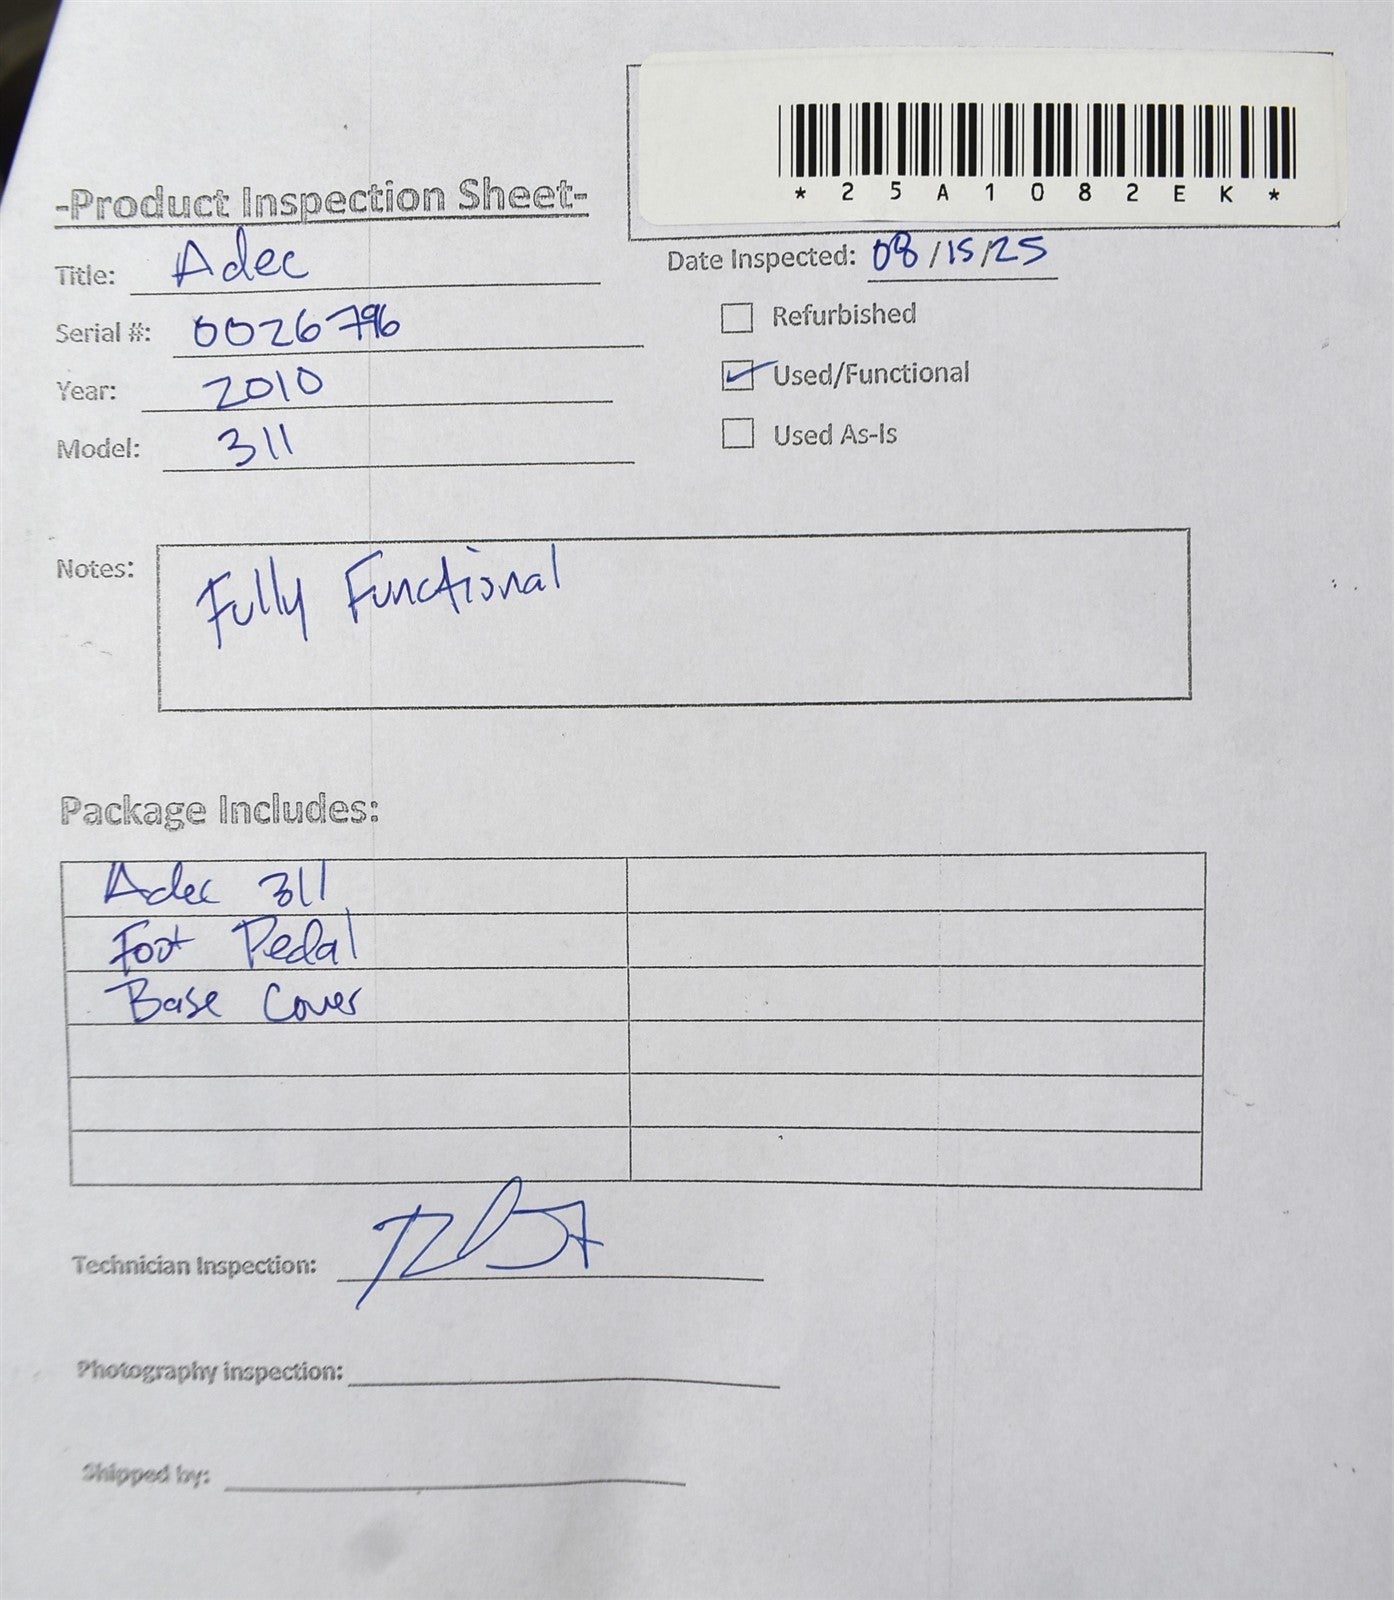 *25A1082EK*
-Product Inspection Sheet-
Title: Adec
Date Inspected: 08/15/25
Serial #: 0026796
Refurbished
Year: 2010
Used/Functional
Model: 311
Used As-Is
Notes: Fully Functional
Package Includes:
Adec 311
Foot Pedal
Base Cover
Technician Inspection:
Photography inspection:
Shipped by: